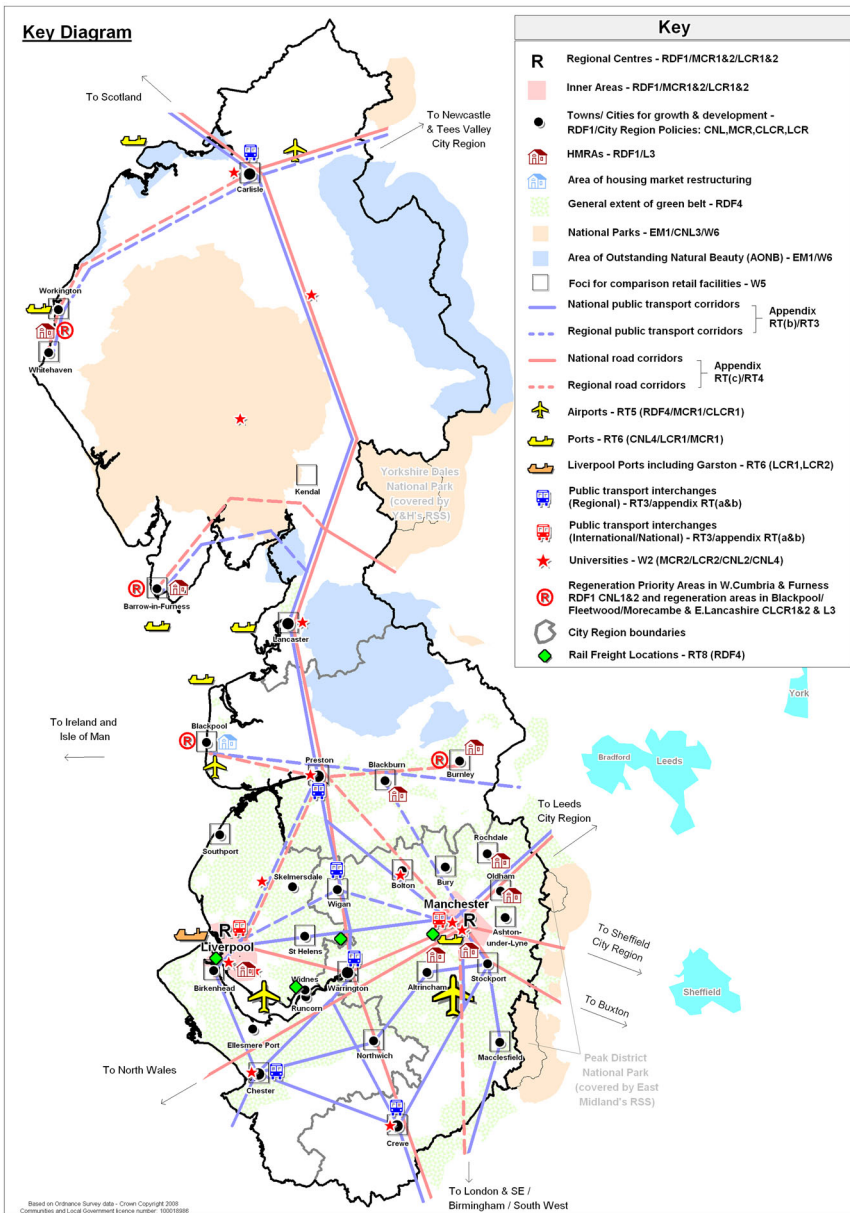 Key Diagram
To Scotland
To Newcastle
& Tees Valley
City Region
Carlisle
Workington
R
Whitehaven
Kendal
Yorkshire Dales
National Park
(covered by
Y&H's RSS)
R
Barrow-in-Furness
Lancaster
To Ireland and
Isle of Man
Blackpool
R
Preston
Blackburn
R
Burnley
York
Bradford
Leeds
To Leeds
City Region
Southport
Skelmersdale
Wigan
Bolton
Bury
Rochdale
Oldham
Manchester
R
Ashton-
under-Lyne
R
Liverpool
St Helens
To Sheffield
City Region
Sheffield
Birkenhead
Widnes
Runcorn
Warrington
Altrincham
Stockport
To Buxton
Ellesmere Port
Northwich
Macclesfield
Peak District
National Park
(covered by East
Midland's RSS)
To North Wales
Chester
Crewe
To London & SE /
Birmingham / South West
Based on Ordnance Survey data - Crown Copyright 2008
Communities and Local Government licence number: 100018986
Key
R
Regional Centres - RDF1/MCR1&2/LCR1&2
Inner Areas - RDF1/MCR1&2/LCR1&2
Towns/ Cities for growth & development -
RDF1/City Region Policies: CNL,MCR,CLCR,LCR
HMRAs - RDF1/L3
Area of housing market restructuring
General extent of green belt - RDF4
National Parks - EM1/CNL3/W6
Area of Outstanding Natural Beauty (AONB) - EM1/W6
Foci for comparison retail facilities - W5
National public transport corridors
Regional public transport corridors
Appendix
RT(b)/RT3
National road corridors
Regional road corridors
Appendix
RT(c)/RT4
Airports - RT5 (RDF4/MCR1/CLCR1)
Ports - RT6 (CNL4/LCR1/MCR1)
Liverpool Ports including Garston - RT6 (LCR1,LCR2)
Public transport interchanges
(Regional) - RT3/appendix RT(a&b)
Public transport interchanges
(International/National) - RT3/appendix RT(a&b)
Universities - W2 (MCR2/LCR2/CNL2/CNL4)
R
Regeneration Priority Areas in W.Cumbria & Furness
RDF1 CNL1&2 and regeneration areas in Blackpool/
Fleetwood/Morecambe & E.Lancashire CLCR1&2 & L3
City Region boundaries
Rail Freight Locations - RT8 (RDF4)